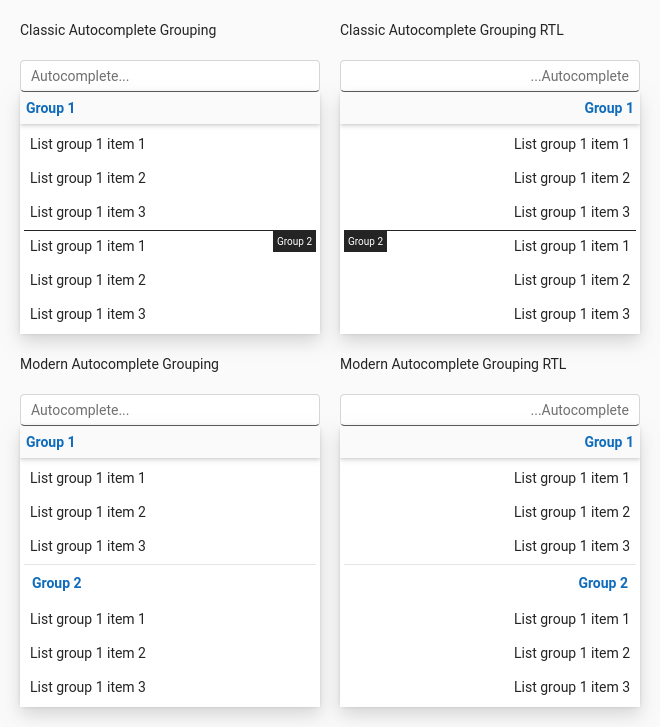 Classic Autocomplete Grouping
Autocomplete...
Group 1
List group 1 item 1
List group 1 item 2
List group 1 item 3
Group 2
List group 1 item 1
List group 1 item 2
List group 1 item 3
Classic Autocomplete Grouping RTL
...Autocomplete
Group 1
List group 1 item 1
List group 1 item 2
List group 1 item 3
Group 2
List group 1 item 1
List group 1 item 2
List group 1 item 3
Modern Autocomplete Grouping
Autocomplete...
Group 1
List group 1 item 1
List group 1 item 2
List group 1 item 3
Group 2
List group 1 item 1
List group 1 item 2
List group 1 item 3
Modern Autocomplete Grouping RTL
...Autocomplete
Group 1
List group 1 item 1
List group 1 item 2
List group 1 item 3
Group 2
List group 1 item 1
List group 1 item 2
List group 1 item 3